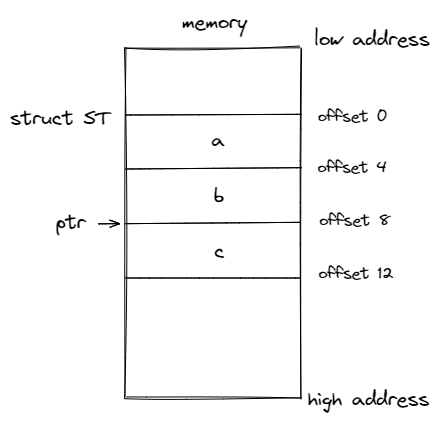 memory
low address
struct ST
offset 0
a
offset 4
b
ptr
offset 8
c
offset 12
high address